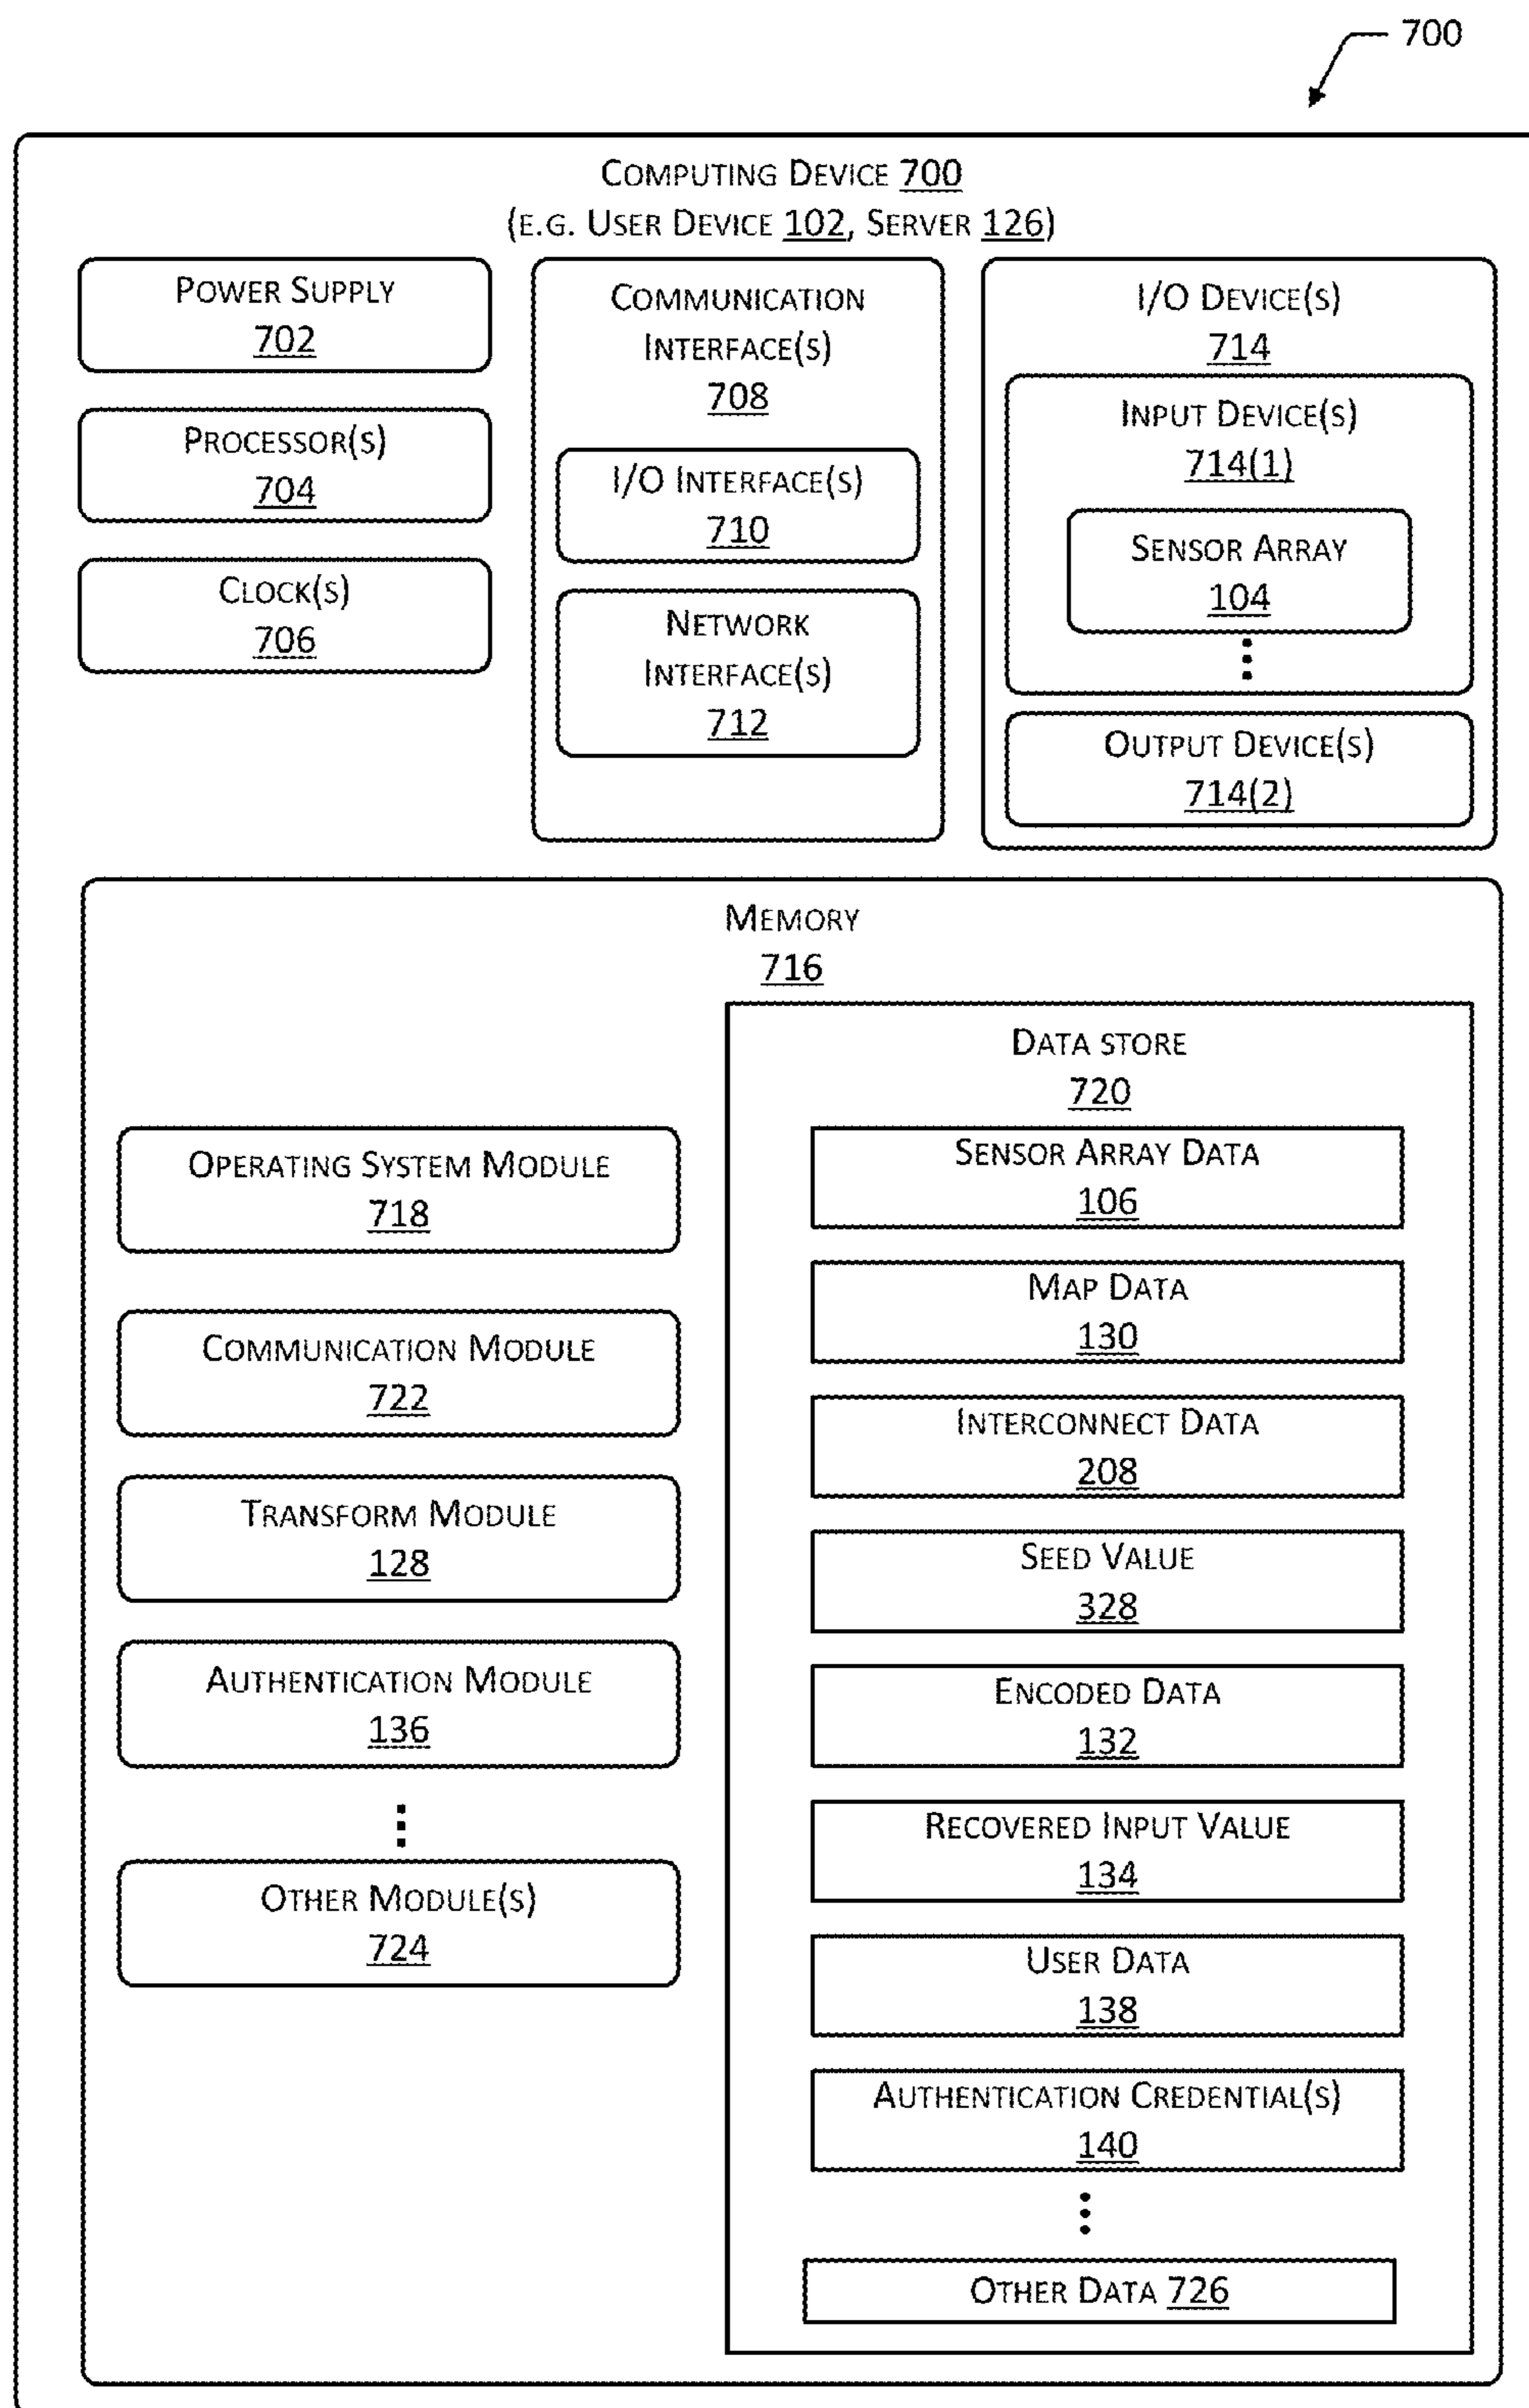 700
Computing Device 700
(e.g. User Device 102, Server 126)
Power Supply
702
Processor(s)
704
Clock(s)
706
Communication
Interface(s)
708
I/O Interface(s)
710
Network
Interface(s)
712
I/O Device(s)
714
Input Device(s)
714(1)
Sensor Array
104
Output Device(s)
714(2)
Memory
716
Operating System Module
718
Communication Module
722
Transform Module
128
Authentication Module
136
Other Module(s)
724
Data store
720
Sensor Array Data
106
Map Data
130
Interconnect Data
208
Seed Value
328
Encoded Data
132
Recovered Input Value
134
User Data
138
Authentication Credential(s)
140
Other Data 726